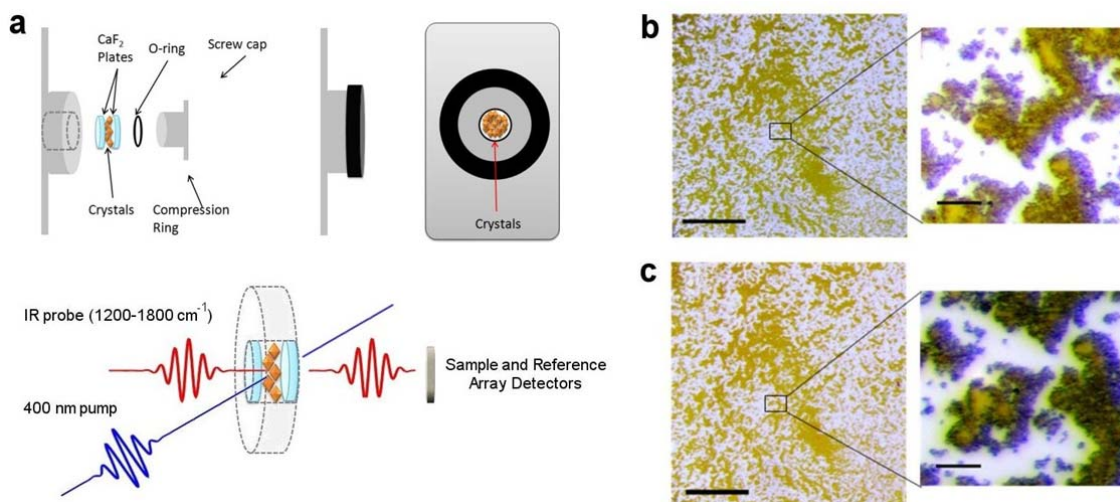 a
CaF2
Plates
O-ring
Screw cap
Crystals
Compression
Ring
Crystals
IR probe (1200-1800 cm-1)
400 nm pump
Sample and Reference
Array Detectors
b
c